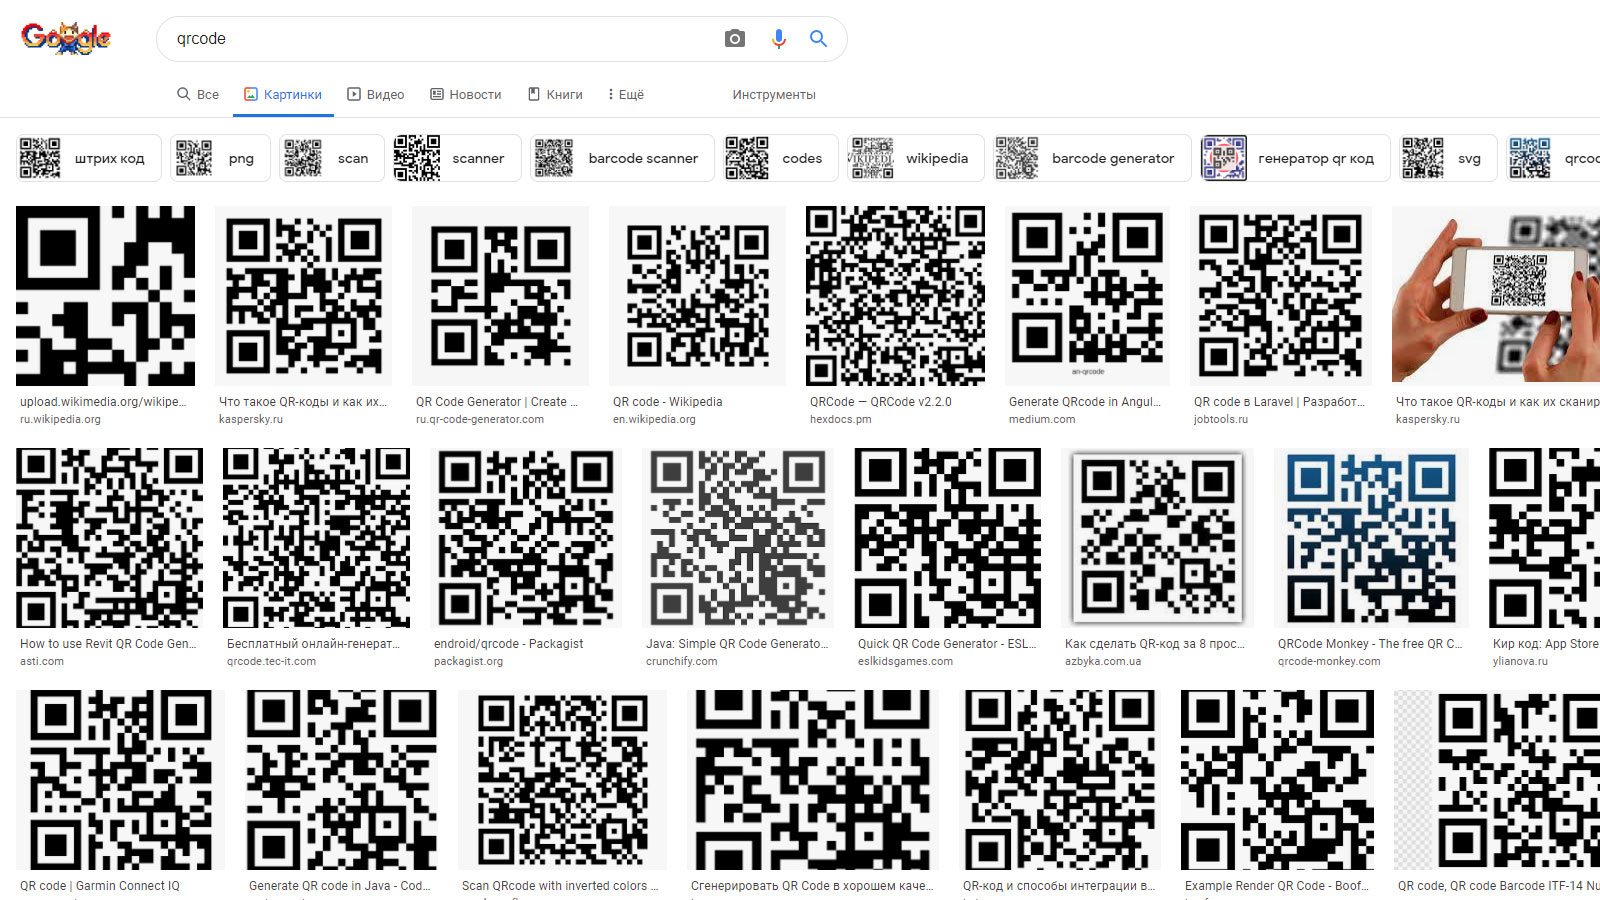 Google
qrcode
Все Картинки Видео Новости Книги Ещё Инструменты
штрих код png scan scanner barcode scanner codes wikipedia barcode generator генератор qr код svg
an-qrcode
upload.wikimedia.org/wikipe... Что такое QR-коды и как их... QR Code Generator | Create ... QR code - Wikipedia QRCode — QRCode v2.2.0 Generate QRcode in Angul... QR code в Laravel | Разработ... Что такое QR-коды и как их сканир
ru.wikipedia.org kaspersky.ru ru.qr-code-generator.com en.wikipedia.org hexdocs.pm medium.com jobtools.ru kaspersky.ru
How to use Revit QR Code Gen... Бесплатный онлайн-генерат... endroid/qrcode - Packagist Java: Simple QR Code Generato... Quick QR Code Generator - ESL... Как сделать QR-код за 8 прос... QRCode Monkey - The free QR C... Кир код: App Store
asti.com qrcode.tec-it.com packagist.org crunchify.com eslkidsgames.com azbyka.com.ua qrcode-monkey.com ylianova.ru
QR code | Garmin Connect IQ Generate QR code in Java - Cod... Scan QRcode with inverted colors ... Сгенерировать QR Code в хорошем каче... QR-код и способы интеграции в... Example Render QR Code - Boof... QR code, QR code Barcode ITF-14 Nu